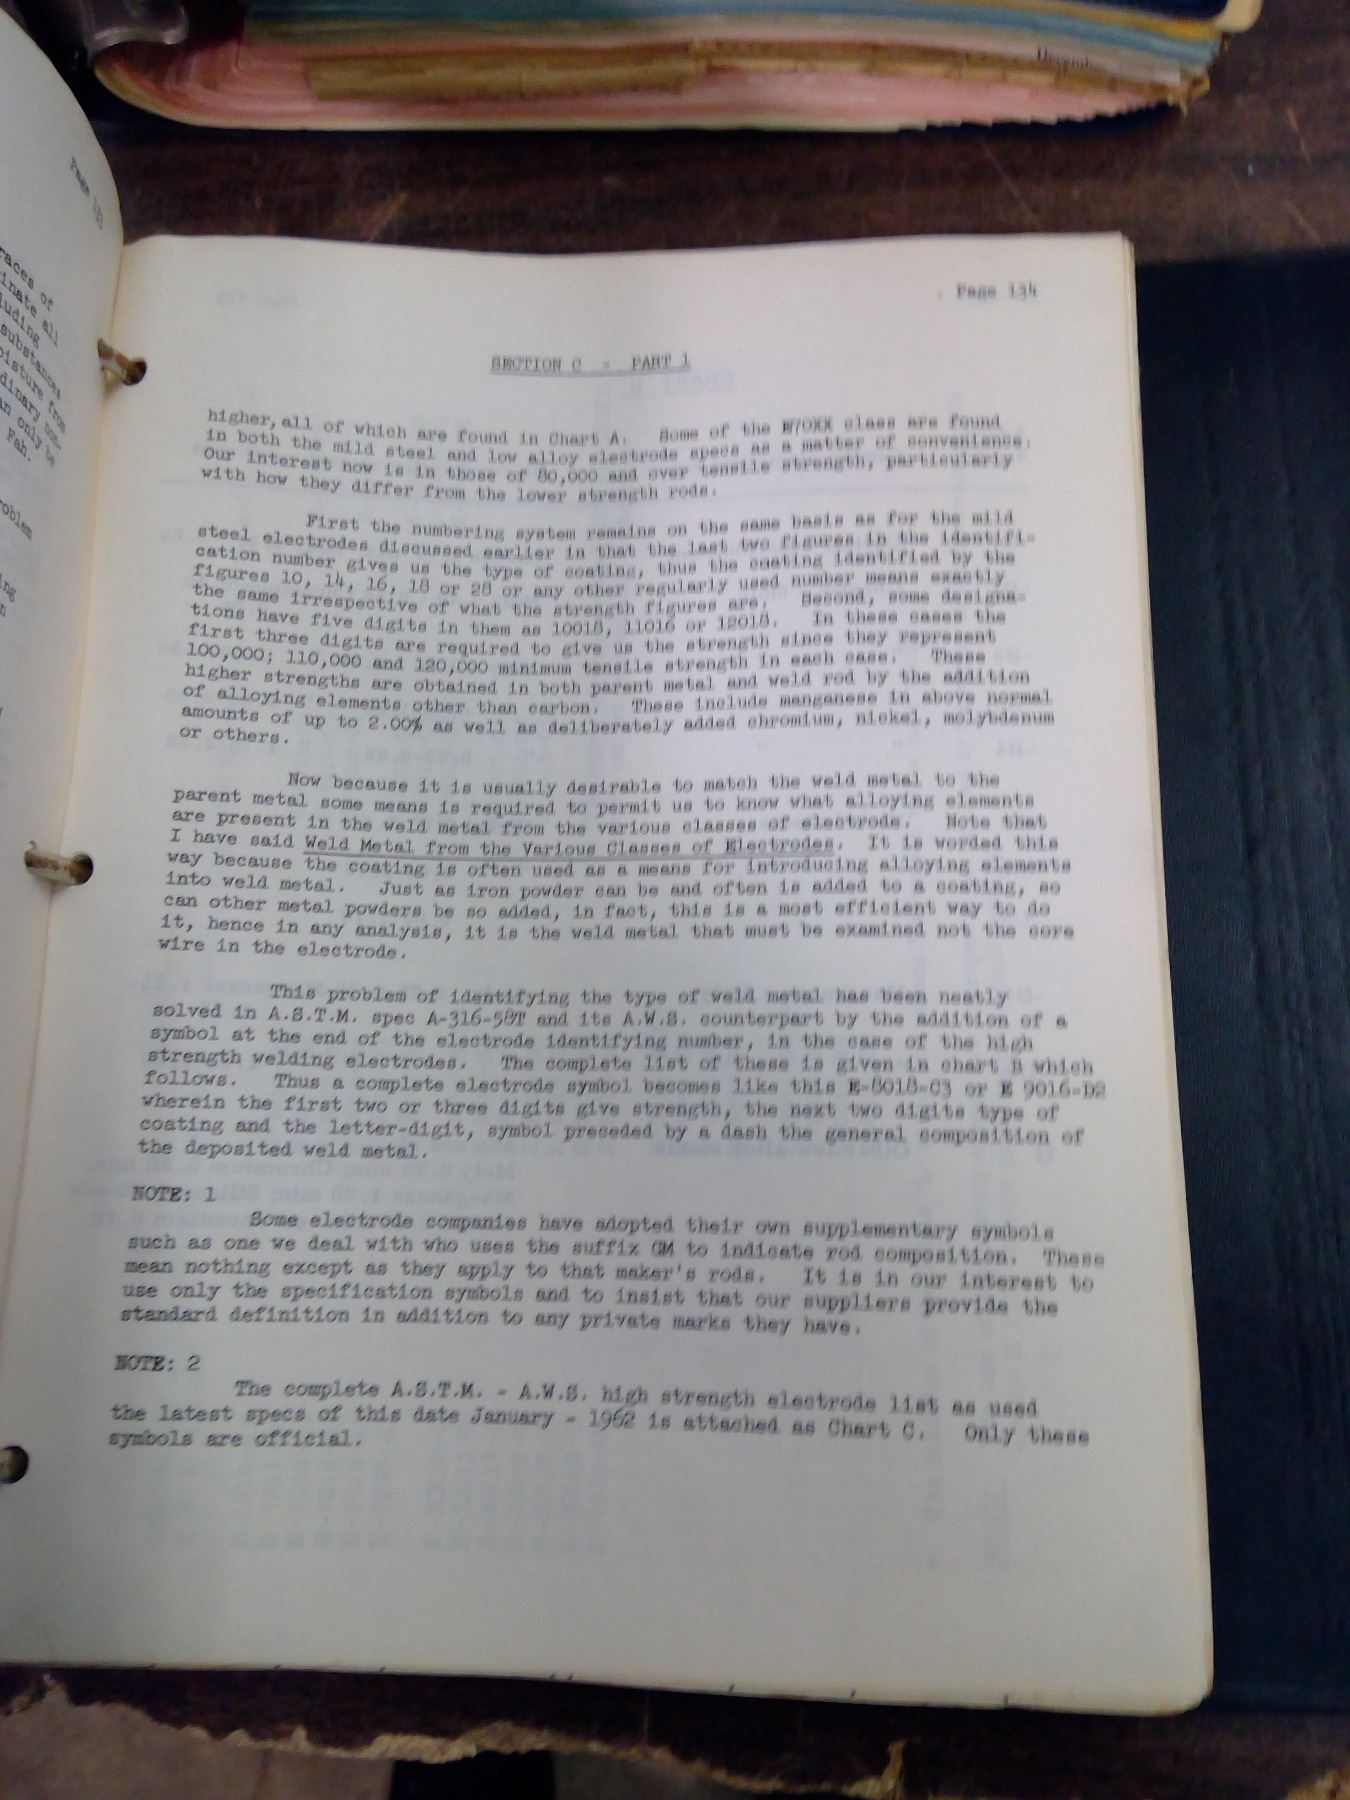 Page 133
races of
inate all
luding
substances
oisture from
dinary non-
an only be
Fah.
roblem
ing
n
Page 134
SECTION C - PART 1
higher, all of which are found in Chart A. Some of the E70XX class are found
in both the mild steel and low alloy electrode specs as a matter of convenience.
Our interest now is in those of 80,000 and over tensile strength, particularly
with how they differ from the lower strength rods.
First the numbering system remains on the same basis as for the mild
steel electrodes discussed earlier in that the last two figures in the identifi-
cation number gives us the type of coating, thus the coating identified by the
figures 10, 14, 16, 18 or 28 or any other regularly used number means exactly
the same irrespective of what the strength figures are. Second, some designa-
tions have five digits in them as 10018, 11016 or 12018. In these cases the
first three digits are required to give us the strength since they represent
100,000; 110,000 and 120,000 minimum tensile strength in each case. These
higher strengths are obtained in both parent metal and weld rod by the addition
of alloying elements other than carbon. These include manganese in above normal
amounts of up to 2.00% as well as deliberately added chromium, nickel, molybdenum
or others.
Now because it is usually desirable to match the weld metal to the
parent metal some means is required to permit us to know what alloying elements
are present in the weld metal from the various classes of electrode. Note that
I have said Weld Metal from the Various Classes of Electrodes. It is worded this
way because the coating is often used as a means for introducing alloying elements
into weld metal. Just as iron powder can be and often is added to a coating, so
can other metal powders be so added, in fact, this is a most efficient way to do
it, hence in any analysis, it is the weld metal that must be examined not the core
wire in the electrode.
This problem of identifying the type of weld metal has been neatly
solved in A.S.T.M. spec A-316-58T and its A.W.S. counterpart by the addition of a
symbol at the end of the electrode identifying number, in the case of the high
strength welding electrodes. The complete list of these is given in chart B which
follows. Thus a complete electrode symbol becomes like this E-8018-C3 or E 9016-D2
wherein the first two or three digits give strength, the next two digits type of
coating and the letter-digit, symbol preceded by a dash the general composition of
the deposited weld metal.
NOTE: 1
Some electrode companies have adopted their own supplementary symbols
such as one we deal with who uses the suffix GM to indicate rod composition. These
mean nothing except as they apply to that maker's rods. It is in our interest to
use only the specification symbols and to insist that our suppliers provide the
standard definition in addition to any private marks they have.
NOTE: 2
The complete A.S.T.M. - A.W.S. high strength electrode list as used
the latest specs of this date January - 1962 is attached as Chart C. Only these
symbols are official.